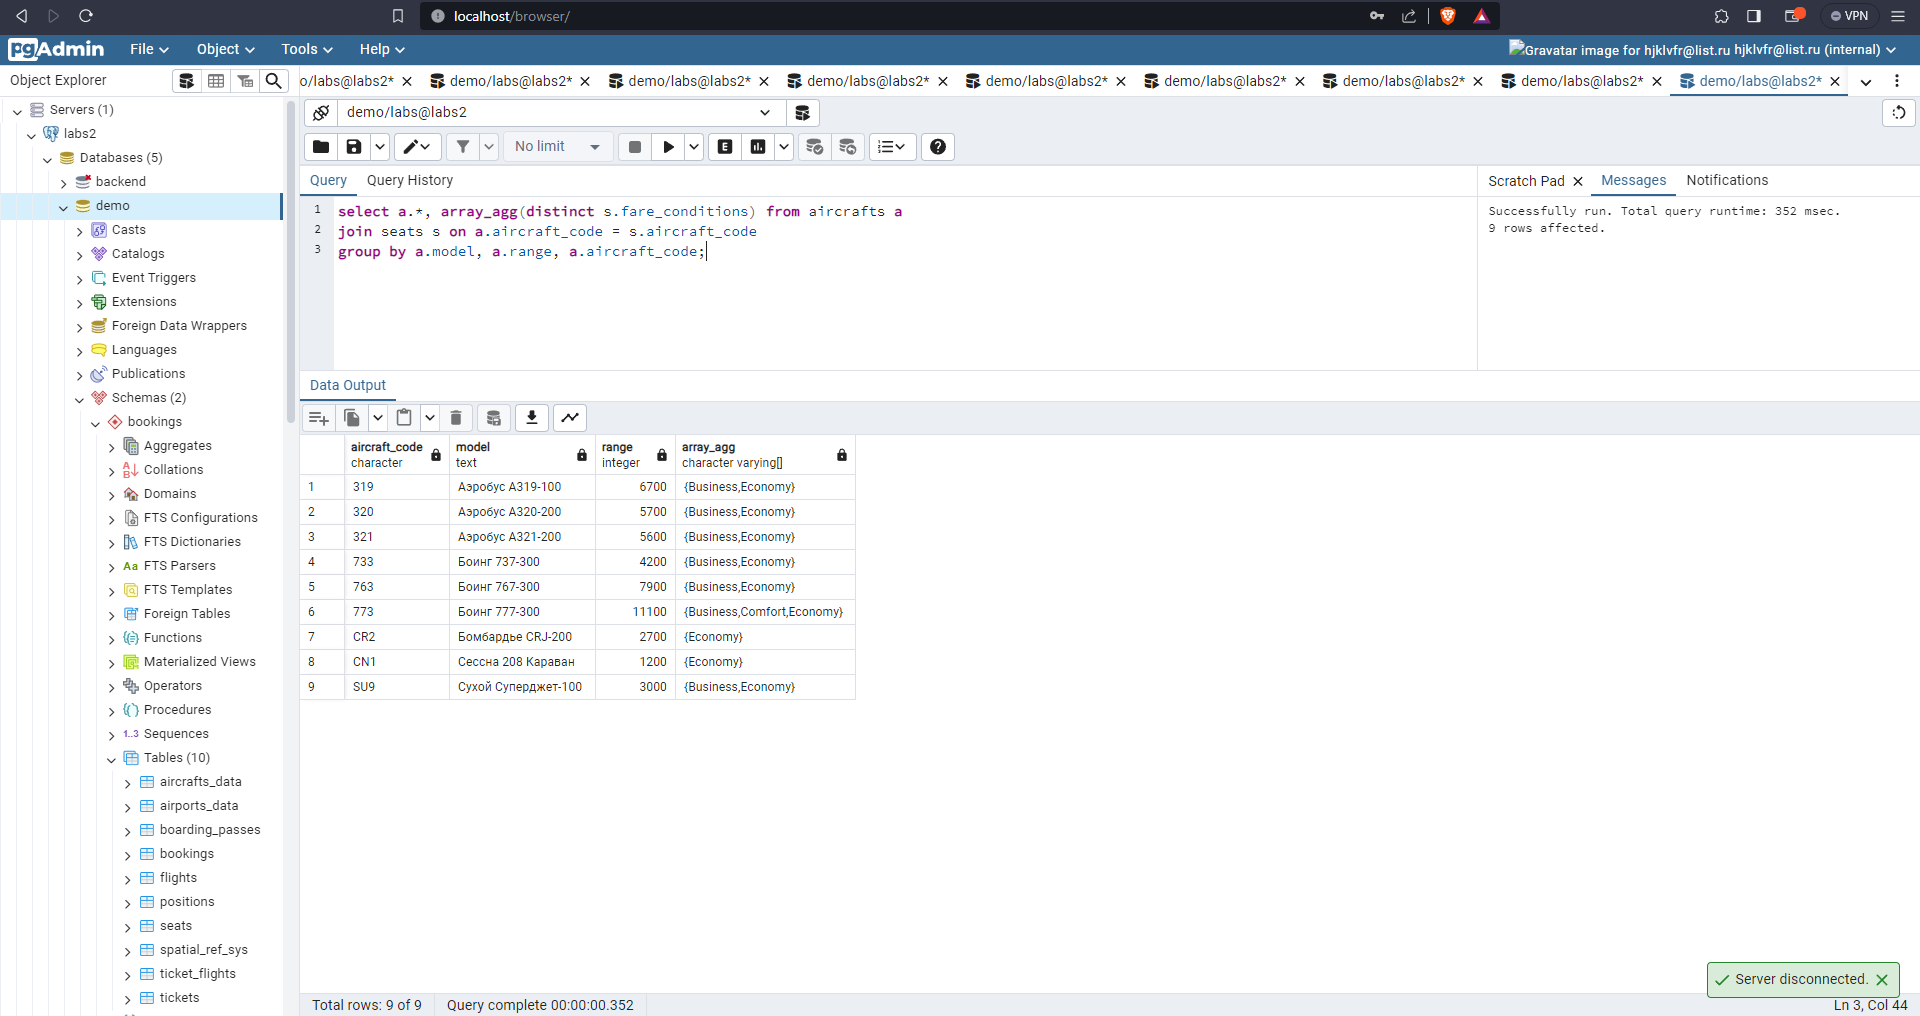 localhost/browser/
VPN
pgAdmin
File
Object
Tools
Help
Gravatar image for hjklvfr@list.ru hjklvfr@list.ru (internal)
Object Explorer
o/labs@labs2*
demo/labs@labs2*
demo/labs@labs2*
demo/labs@labs2*
demo/labs@labs2*
demo/labs@labs2*
demo/labs@labs2*
demo/labs@labs2*
demo/labs@labs2*
Servers (1)
labs2
Databases (5)
backend
demo
Casts
Catalogs
Event Triggers
Extensions
Foreign Data Wrappers
Languages
Publications
Schemas (2)
bookings
Aggregates
Collations
Domains
FTS Configurations
FTS Dictionaries
Aa FTS Parsers
FTS Templates
Foreign Tables
Functions
Materialized Views
Operators
Procedures
1..3 Sequences
Tables (10)
aircrafts_data
airports_data
boarding_passes
bookings
flights
positions
seats
spatial_ref_sys
ticket_flights
tickets
demo/labs@labs2
No limit
E
Query
Query History
1 select a.*, array_agg(distinct s.fare_conditions) from aircrafts a
2 join seats s on a.aircraft_code = s.aircraft_code
3 group by a.model, a.range, a.aircraft_code;
Scratch Pad
Messages
Notifications
Successfully run. Total query runtime: 352 msec.
9 rows affected.
Data Output
aircraft_code character
model text
range integer
array_agg character varying[]
1 319 Аэробус A319-100 6700 {Business,Economy}
2 320 Аэробус A320-200 5700 {Business,Economy}
3 321 Аэробус A321-200 5600 {Business,Economy}
4 733 Боинг 737-300 4200 {Business,Economy}
5 763 Боинг 767-300 7900 {Business,Economy}
6 773 Боинг 777-300 11100 {Business,Comfort,Economy}
7 CR2 Бомбардье CRJ-200 2700 {Economy}
8 CN1 Сессна 208 Караван 1200 {Economy}
9 SU9 Сухой Суперджет-100 3000 {Business,Economy}
Server disconnected.
Total rows: 9 of 9
Query complete 00:00:00.352
Ln 3, Col 44